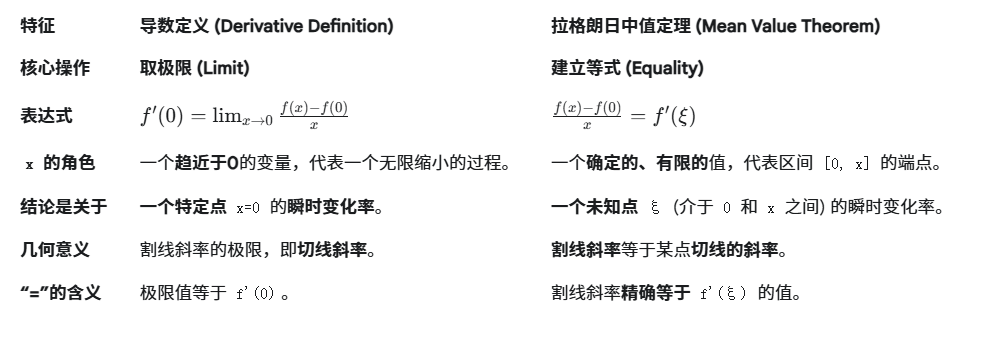 特征 导数定义 (Derivative Definition) 拉格朗日中值定理 (Mean Value Theorem)
核心操作 取极限 (Limit) 建立等式 (Equality)
表达式 f′(0) = lim_{x→0} \frac{f(x)−f(0)}{x} \frac{f(x)−f(0)}{x} = f′(ξ)
x 的角色 一个趋近于0的变量，代表一个无限缩小的过程。 一个确定的、有限的值，代表区间 [0, x] 的端点。
结论是关于 一个特定点 x=0 的瞬时变化率。 一个未知点 ξ (介于 0 和 x 之间) 的瞬时变化率。
几何意义 割线斜率的极限，即切线斜率。 割线斜率等于某点切线的斜率。
“=”的含义 极限值等于 f'(0) 。 割线斜率精确等于 f'(ξ) 的值。